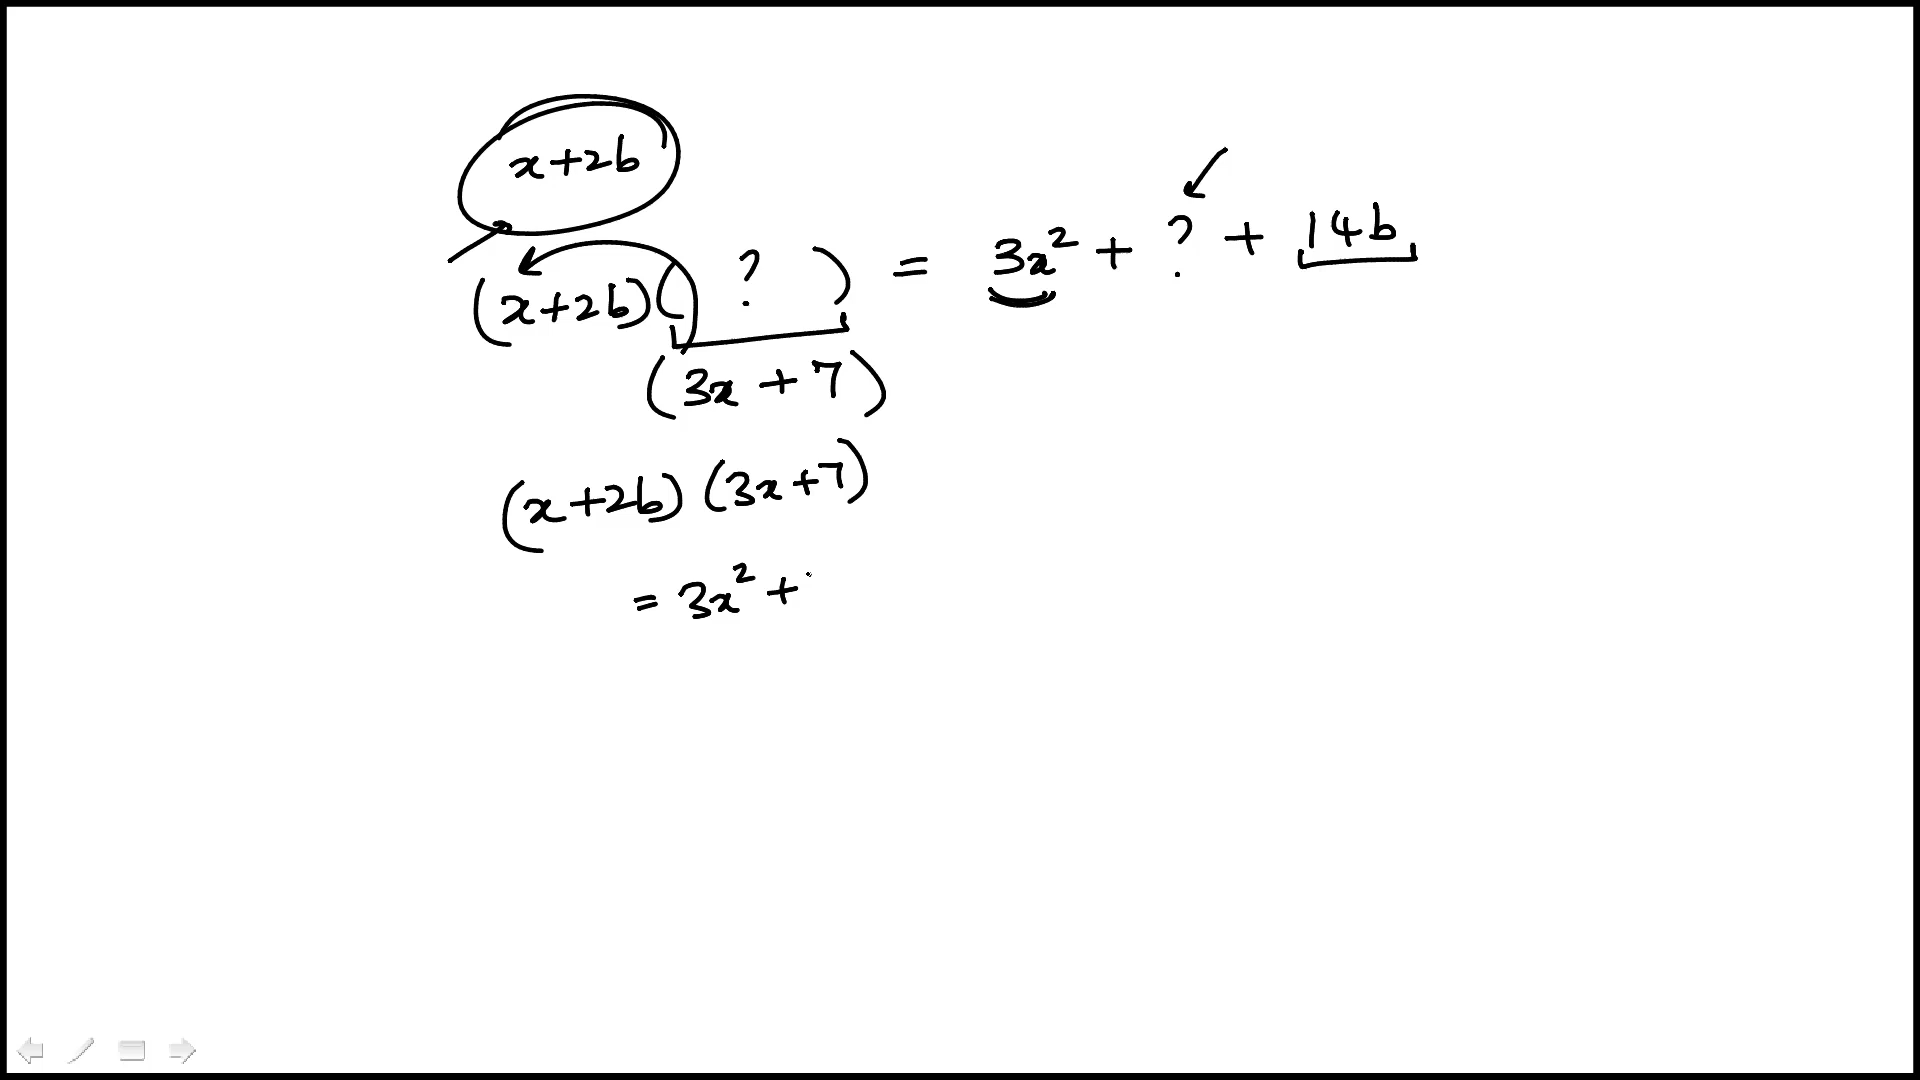 x+2b
(x+2b)( ? ) = 3x² + ? + 14b
(3x + 7)
(x+2b) (3x+7)
= 3x² +